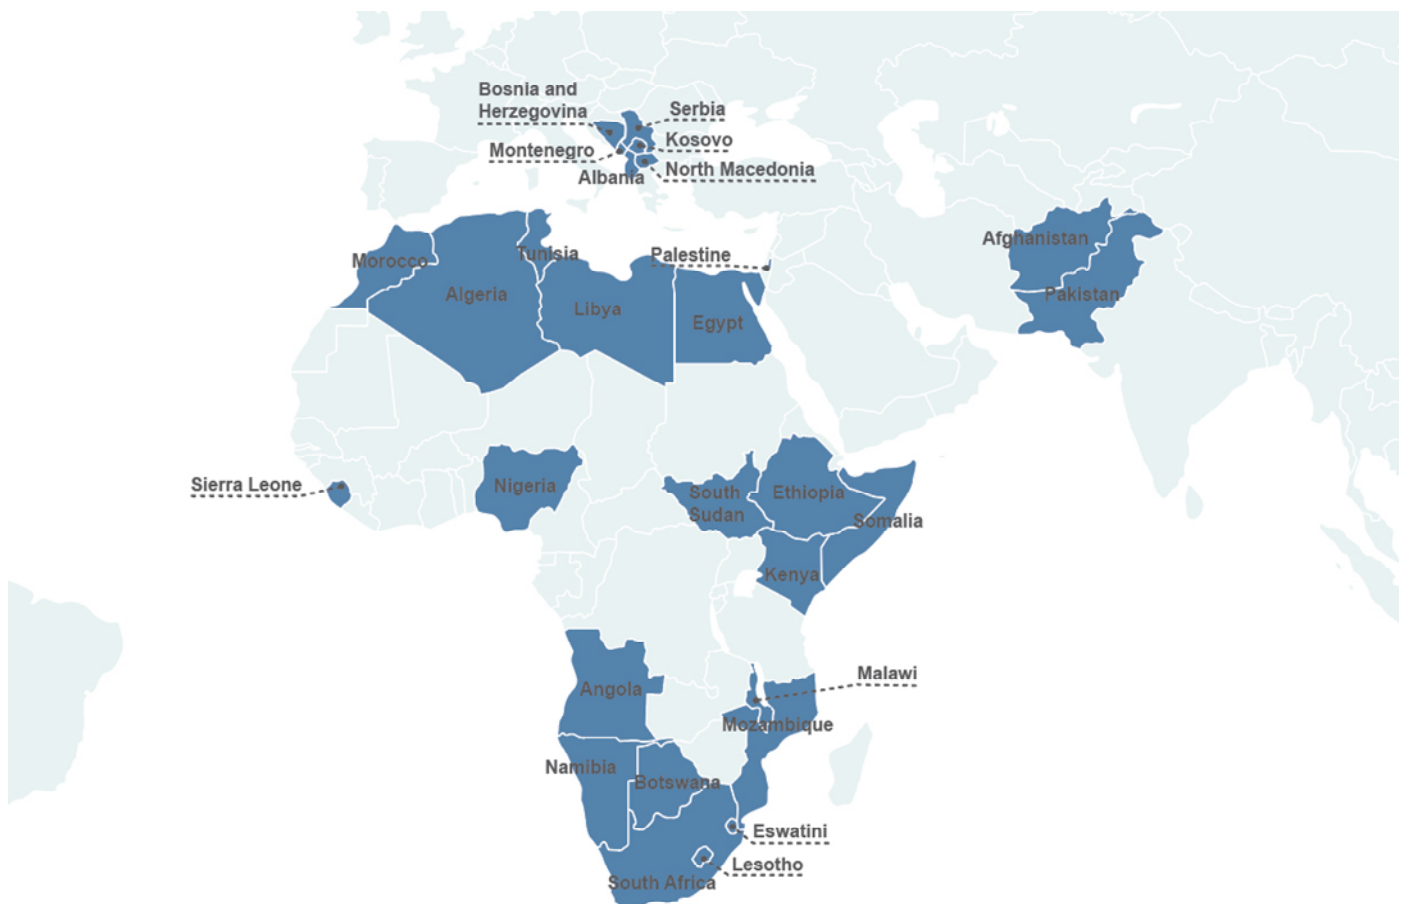 Bosnia and
Herzegovina
Serbia
Kosovo
Montenegro
North Macedonia
Albania
Afghanistan
Tunisia
Palestine
Morocco
Algeria
Pakistan
Libya
Egypt
Sierra Leone
Nigeria
South
Sudan
Ethiopia
Somalia
Kenya
Malawi
Angola
Mozambique
Namibia
Botswana
Eswatini
Lesotho
South Africa